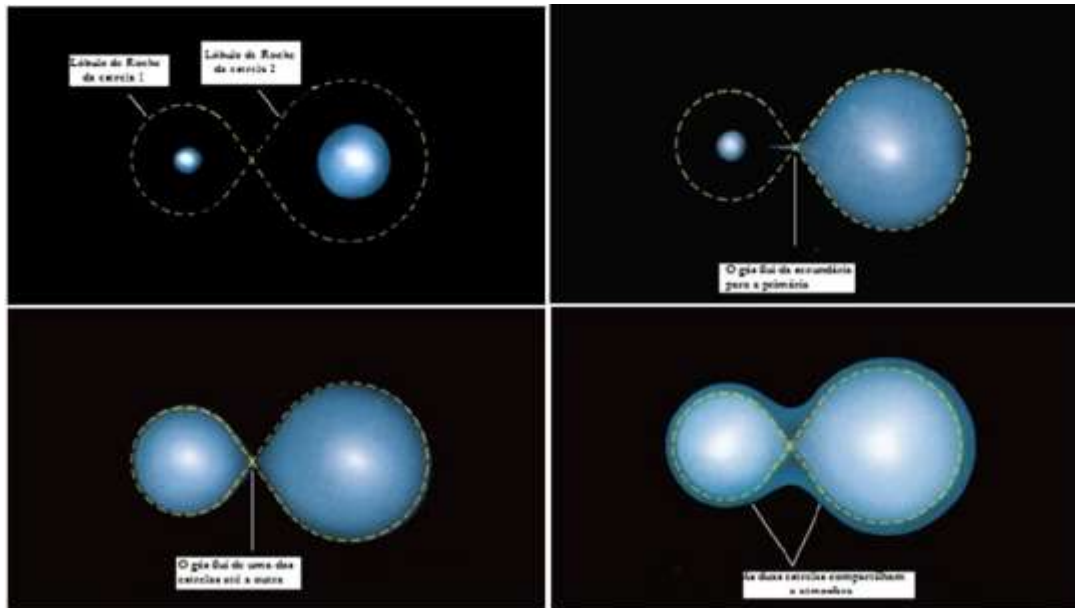 Lóbulo de Roche
da estrela 1
Lóbulo de Roche
da estrela 2
O gás flui da secundária
para a primária
O gás flui de uma das
estrelas até a outra
As duas estrelas compartilham
a atmosfera